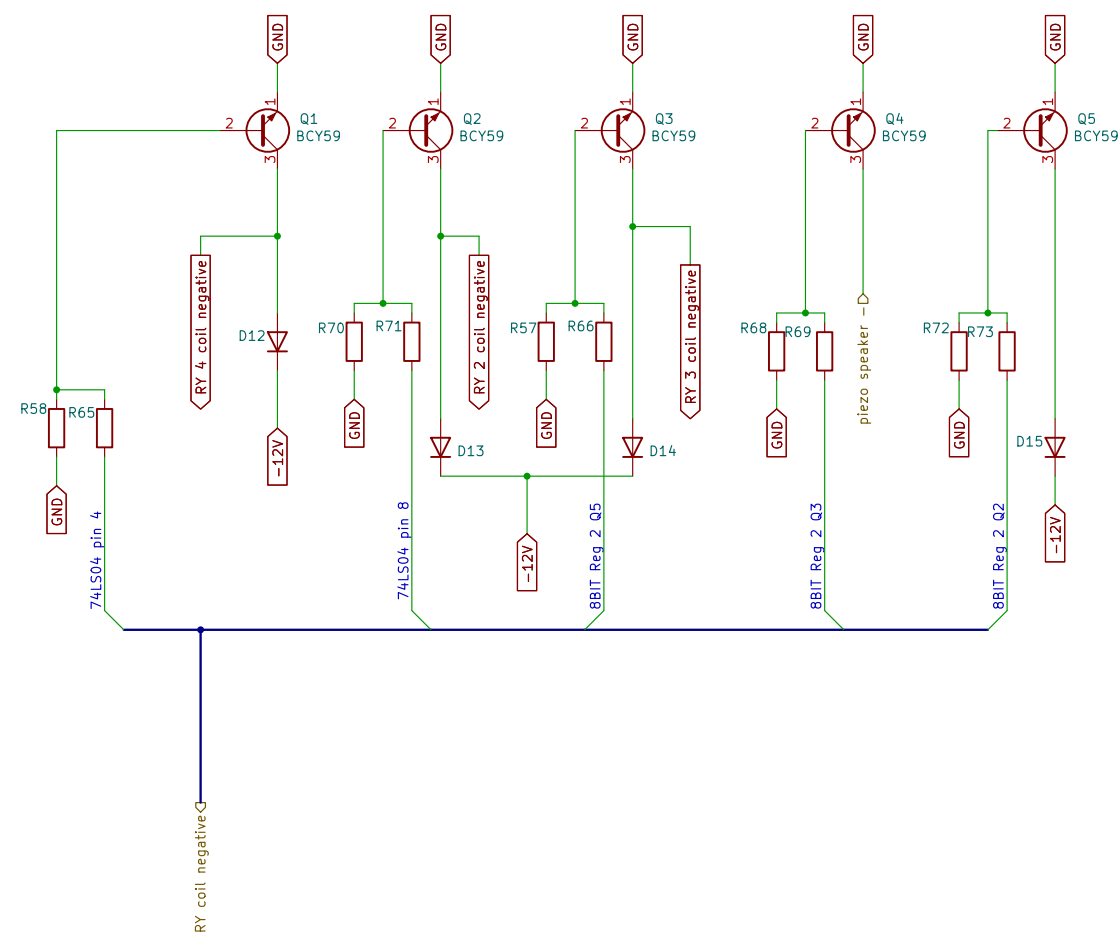 GND
GND
GND
GND
GND
1
2
3
Q1
BCY59
1
2
3
Q2
BCY59
1
2
3
Q3
BCY59
1
2
3
Q4
BCY59
1
2
3
Q5
BCY59
RY 4 coil negative
RY 2 coil negative
RY 3 coil negative
piezo speaker -
D12
R70
R71
R57
R66
R68
R69
R72
R73
R58
R65
GND
GND
GND
GND
GND
-12V
D13
D14
D15
-12V
-12V
74LS04 pin 4
74LS04 pin 8
8BIT Reg 2 Q5
8BIT Reg 2 Q3
8BIT Reg 2 Q2
RY coil negative